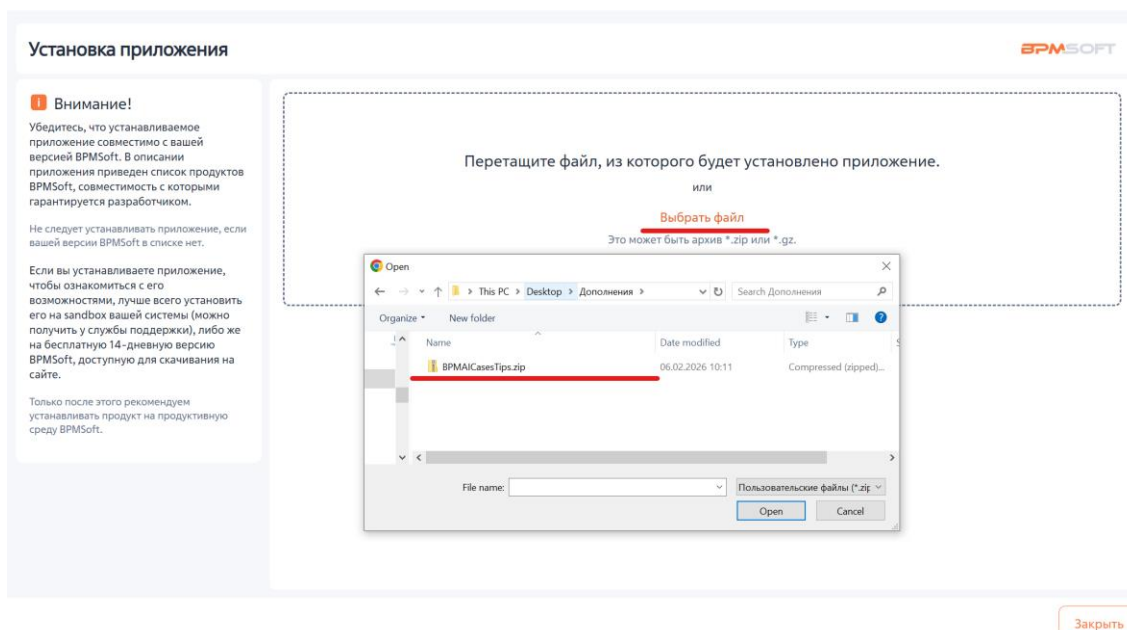 Установка приложения
BPMSOFT
Внимание!
Убедитесь, что устанавливаемое
приложение совместимо с вашей
версией BPMSoft. В описании
приложения приведен список продуктов
BPMSoft, совместимость с которыми
гарантируется разработчиком.
Не следует устанавливать приложение, если
вашей версии BPMSoft в списке нет.
Если вы устанавливаете приложение,
чтобы ознакомиться с его
возможностями, лучше всего установить
его на sandbox вашей системы (можно
получить у службы поддержки), либо же
на бесплатную 14-дневную версию
BPMSoft, доступную для скачивания на
сайте.
Только после этого рекомендуем
устанавливать продукт на продуктивную
среду BPMSoft.
Перетащите файл, из которого будет установлено приложение.
или
Выбрать файл
Это может быть архив *.zip или *.gz.
Open
This PC > Desktop > Дополнения >
Search Дополнения
Organize
New folder
Name Date modified Type
BPMAICasesTips.zip 06.02.2026 10:11 Compressed (zipped)...
File name:
Пользовательские файлы (*.zip
Open Cancel
Закрыть